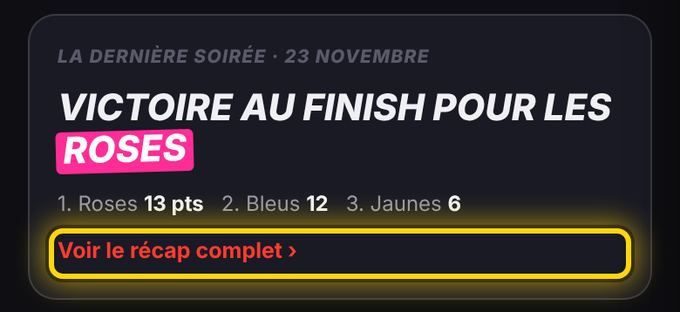 LA DERNIÈRE SOIRÉE · 23 NOVEMBRE
VICTOIRE AU FINISH POUR LES
ROSES
1. Roses 13 pts 2. Bleus 12 3. Jaunes 6
Voir le récap complet ›